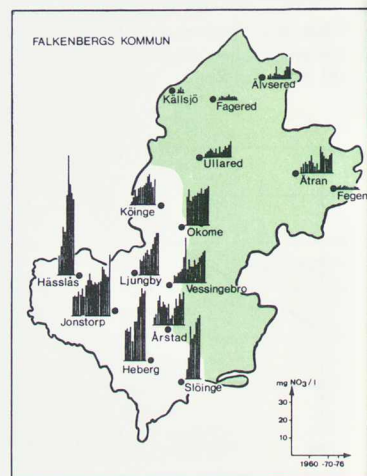 FALKENBERGS KOMMUN
Älvsered
Källsjö
Fagered
Ullared
Ätran
Fegen
Köinge
Okome
Hässlås
Ljungby
Vessingebro
Jonstorp
Årstad
Heberg
Slöinge
mg NO3/l
30
20
10
1960 -70-76